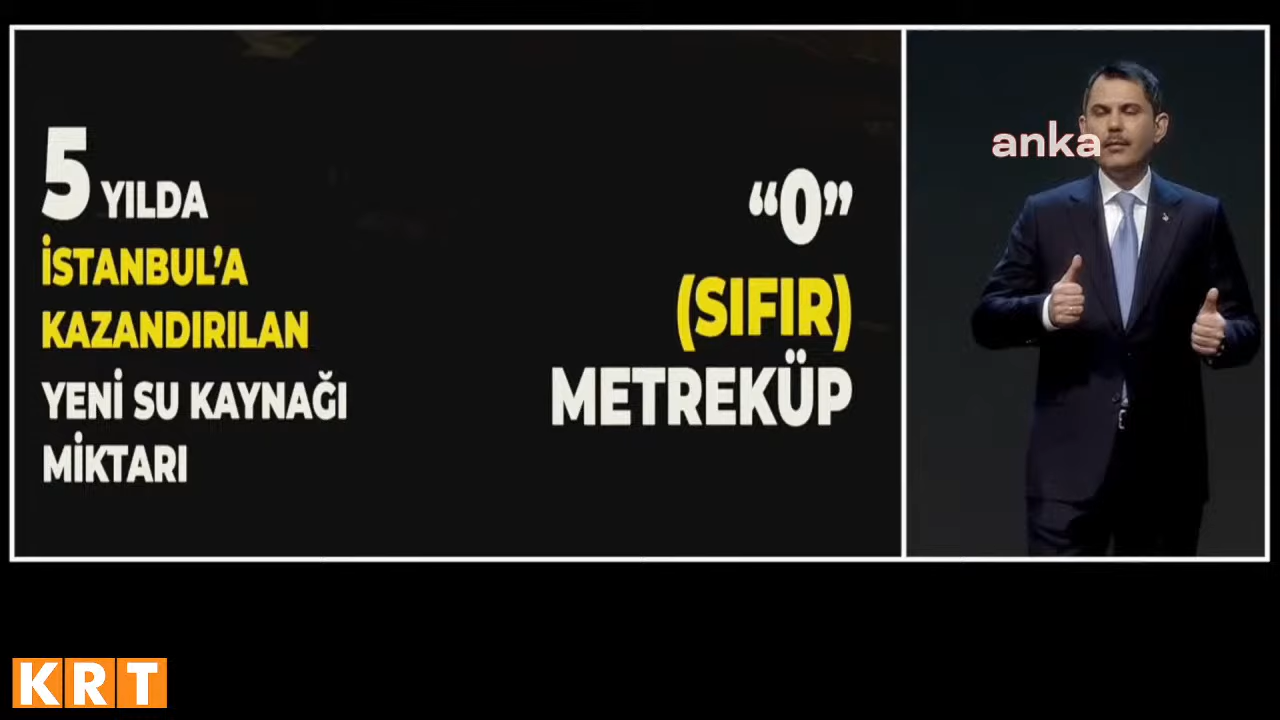 5 YILDA
İSTANBUL’A
KAZANDIRILAN
YENİ SU KAYNAĞI
MİKTARI
“0”
(SIFIR)
METREKÜP
anka
KRT